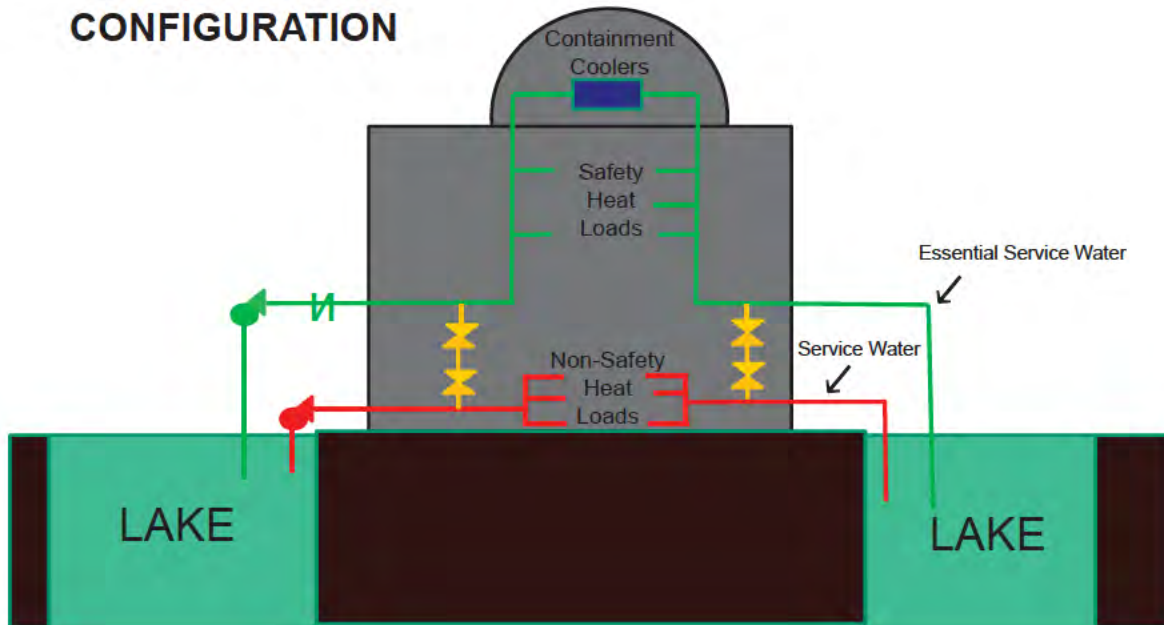 CONFIGURATION
Containment
Coolers
Safety
Heat
Loads
Essential Service Water
Service Water
Non-Safety
Heat
Loads
LAKE
LAKE